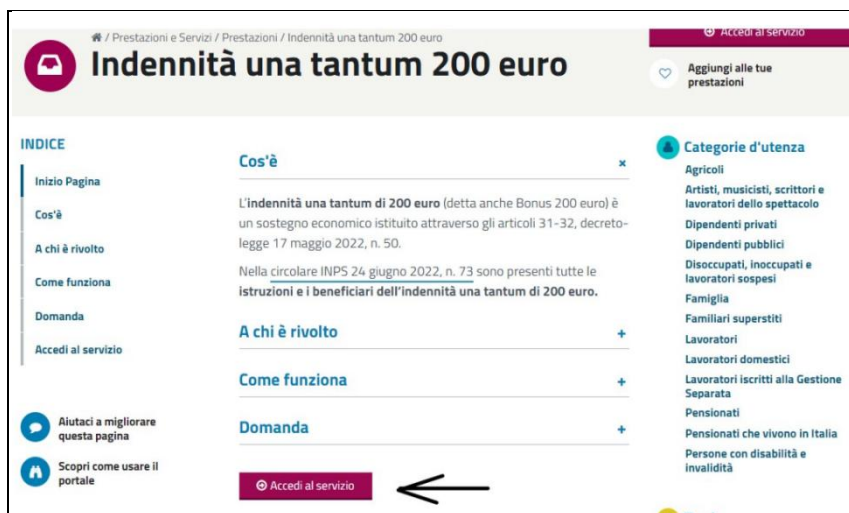 / Prestazioni e Servizi / Prestazioni / Indennità una tantum 200 euro
Indennità una tantum 200 euro
Accedi al servizio
Aggiungi alle tue
prestazioni
INDICE
Inizio Pagina
Cos'è
A chi è rivolto
Come funziona
Domanda
Accedi al servizio
Aiutaci a migliorare
questa pagina
Scopri come usare il
portale
Cos'è
L'indennità una tantum di 200 euro (detta anche Bonus 200 euro) è
un sostegno economico istituito attraverso gli articoli 31-32, decreto-
legge 17 maggio 2022, n. 50.
Nella circolare INPS 24 giugno 2022, n. 73 sono presenti tutte le
istruzioni e i beneficiari dell'indennità una tantum di 200 euro.
A chi è rivolto
Come funziona
Domanda
Accedi al servizio
Categorie d'utenza
Agricoli
Artisti, musicisti, scrittori e
lavoratori dello spettacolo
Dipendenti privati
Dipendenti pubblici
Disoccupati, inoccupati e
lavoratori sospesi
Famiglia
Familiari superstiti
Lavoratori
Lavoratori domestici
Lavoratori iscritti alla Gestione
Separata
Pensionati
Pensionati che vivono in Italia
Persone con disabilità e
invalidità